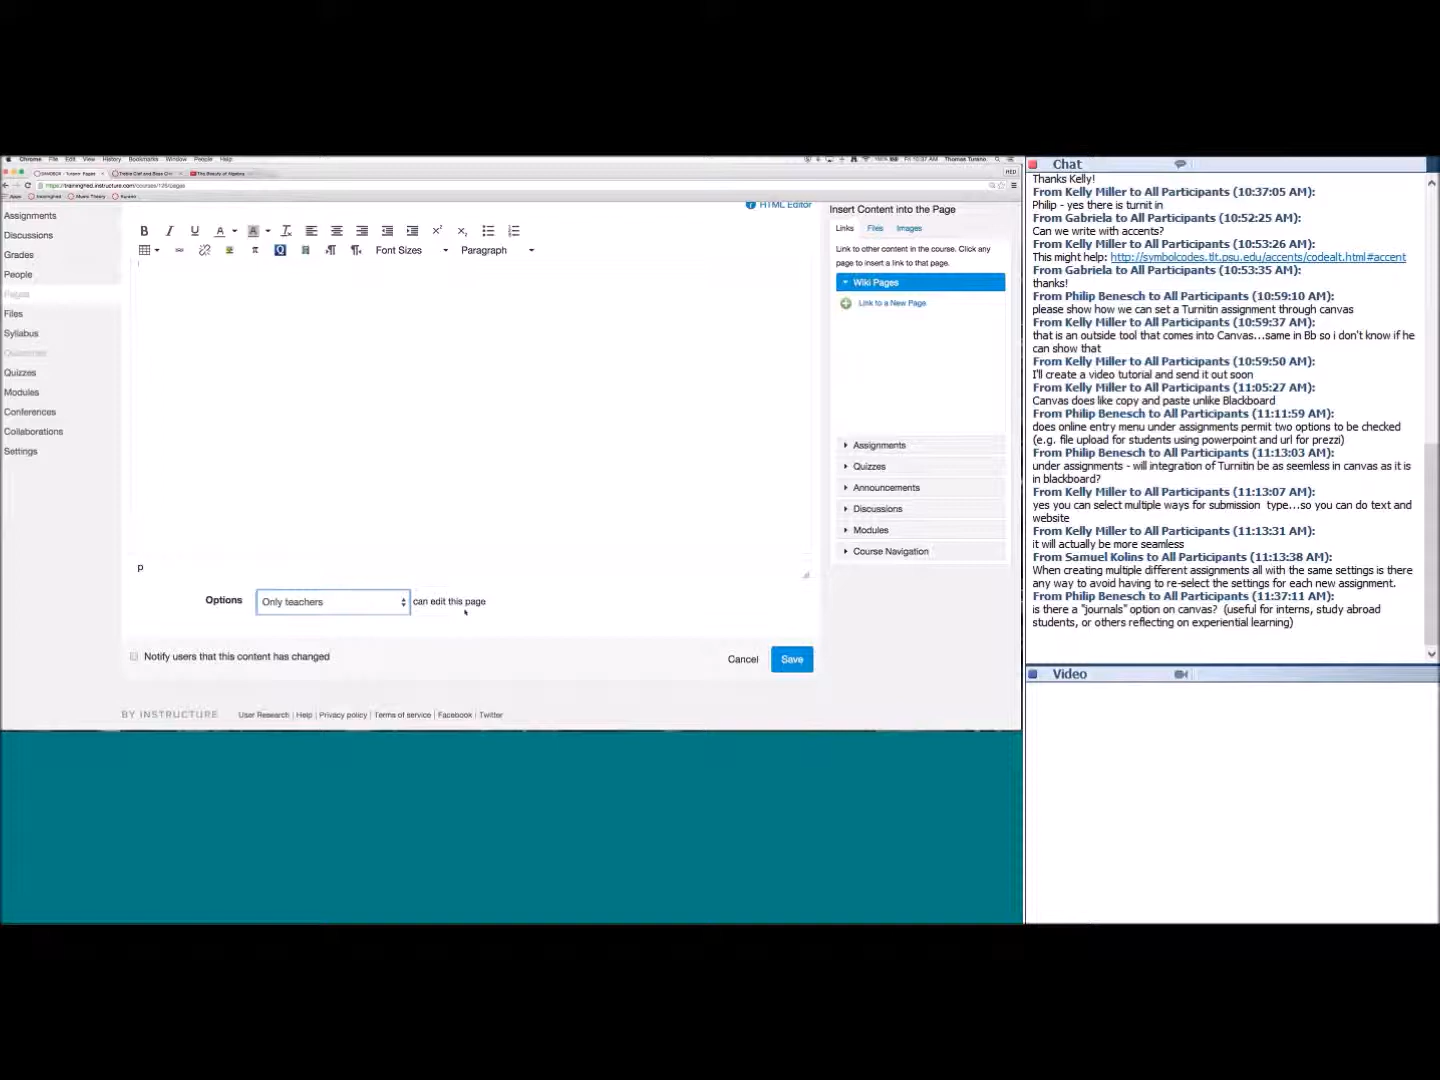 Chrome File Edit View History Bookmarks Window People Help
Thomas Tureno
https://traininghed.instructure.com/courses/125/pages
Assignments
Discussions
Grades
People
Pages
Files
Syllabus
Outcomes
Quizzes
Modules
Conferences
Collaborations
Settings
HTML Editor
B I U A A
Font Sizes Paragraph
p
Options Only teachers can edit this page
Notify users that this content has changed
Cancel Save
BY INSTRUCTURE User Research | Help | Privacy policy | Terms of service | Facebook | Twitter
Insert Content into the Page
Links Files Images
Link to other content in the course. Click any
page to insert a link to that page.
Wiki Pages
Link to a New Page
Assignments
Quizzes
Announcements
Discussions
Modules
Course Navigation
Chat
Thanks Kelly!
From Kelly Miller to All Participants (10:37:05 AM):
Philip - yes there is turnit in
From Gabriela to All Participants (10:52:25 AM):
Can we write with accents?
From Kelly Miller to All Participants (10:53:26 AM):
This might help: http://symbolcodes.tlt.psu.edu/accents/codealt.html#accent
From Gabriela to All Participants (10:53:35 AM):
thanks!
From Philip Benesch to All Participants (10:59:10 AM):
please show how we can set a Turnitin assignment through canvas
From Kelly Miller to All Participants (10:59:37 AM):
that is an outside tool that comes into Canvas...same in Bb so i don't know if he
can show that
From Kelly Miller to All Participants (10:59:50 AM):
I'll create a video tutorial and send it out soon
From Kelly Miller to All Participants (11:05:27 AM):
Canvas does like copy and paste unlike Blackboard
From Philip Benesch to All Participants (11:11:59 AM):
does online entry menu under assignments permit two options to be checked
(e.g. file upload for students using powerpoint and url for prezzi)
From Philip Benesch to All Participants (11:13:03 AM):
under assignments - will integration of Turnitin be as seemless in canvas as it is
in blackboard?
From Kelly Miller to All Participants (11:13:07 AM):
yes you can select multiple ways for submission type...so you can do text and
website
From Kelly Miller to All Participants (11:13:31 AM):
it will actually be more seamless
From Samuel Kolins to All Participants (11:13:38 AM):
When creating multiple different assignments all with the same settings is there
any way to avoid having to re-select the settings for each new assignment.
From Philip Benesch to All Participants (11:37:11 AM):
is there a "journals" option on canvas? (useful for interns, study abroad
students, or others reflecting on experiential learning)
Video